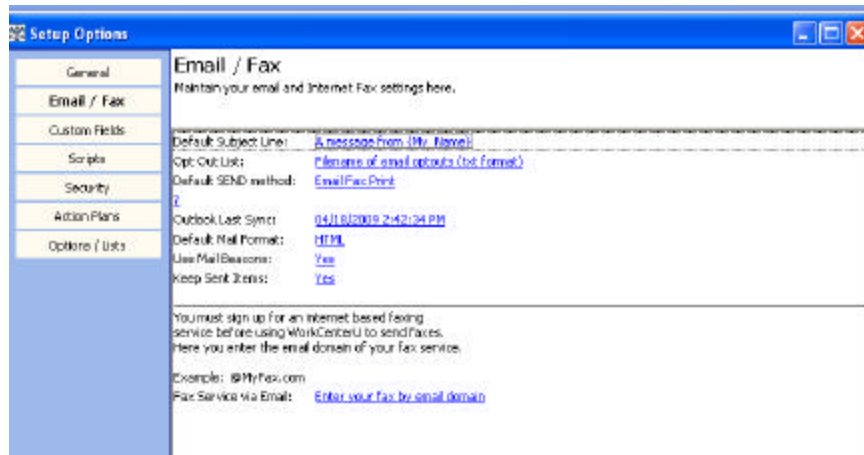 Setup Options
General
Email / Fax
Custom Fields
Scripts
Security
Action Plans
Options / Lists
Email / Fax
Maintain your email and Internet Fax settings here.
Default Subject Line: A message from {My_Name}
Opt Out List: Filename of email optouts (txt format)
Default SEND method: Email Fax Print
?
Outlook Last Sync: 04/18/2009 2:42:34 PM
Default Mail Format: HTML
Use Mail Beacons: Yes
Keep Sent Items: Yes
You must sign up for an internet based faxing
service before using WorkCenterU to send faxes.
Here you enter the email domain of your fax service.
Example: @MyFax.com
Fax Service via Email: Enter your fax by email domain